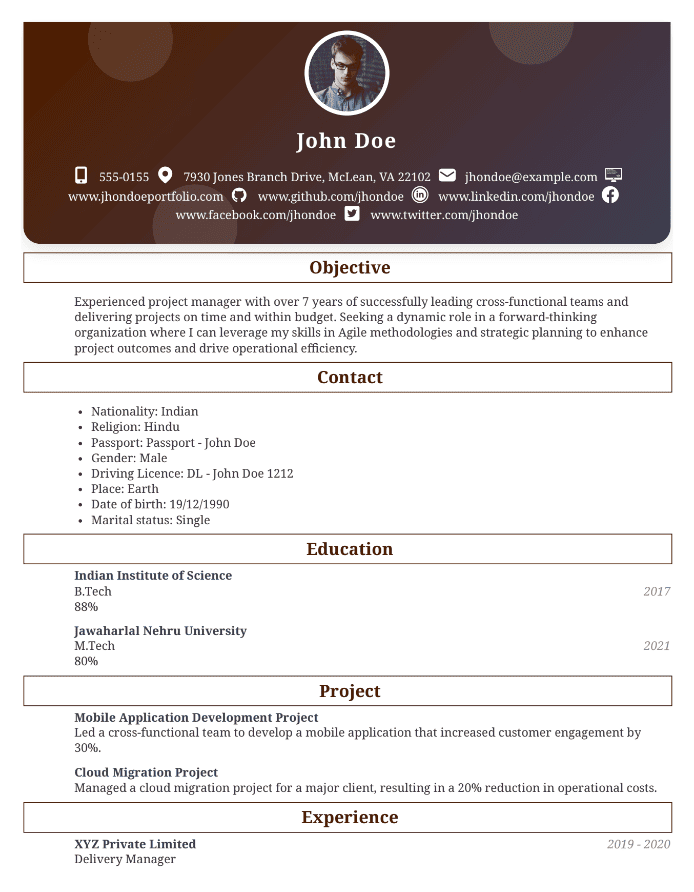 John Doe
555-0155 7930 Jones Branch Drive, McLean, VA 22102 jhondoe@example.com
www.jhondoeportfolio.com www.github.com/jhondoe www.linkedin.com/jhondoe
www.facebook.com/jhondoe www.twitter.com/jhondoe
Objective
Experienced project manager with over 7 years of successfully leading cross-functional teams and
delivering projects on time and within budget. Seeking a dynamic role in a forward-thinking
organization where I can leverage my skills in Agile methodologies and strategic planning to enhance
project outcomes and drive operational efficiency.
Contact
• Nationality: Indian
• Religion: Hindu
• Passport: Passport - John Doe
• Gender: Male
• Driving Licence: DL - John Doe 1212
• Place: Earth
• Date of birth: 19/12/1990
• Marital status: Single
Education
Indian Institute of Science
B.Tech 2017
88%
Jawaharlal Nehru University
M.Tech 2021
80%
Project
Mobile Application Development Project
Led a cross-functional team to develop a mobile application that increased customer engagement by
30%.
Cloud Migration Project
Managed a cloud migration project for a major client, resulting in a 20% reduction in operational costs.
Experience
XYZ Private Limited 2019 - 2020
Delivery Manager